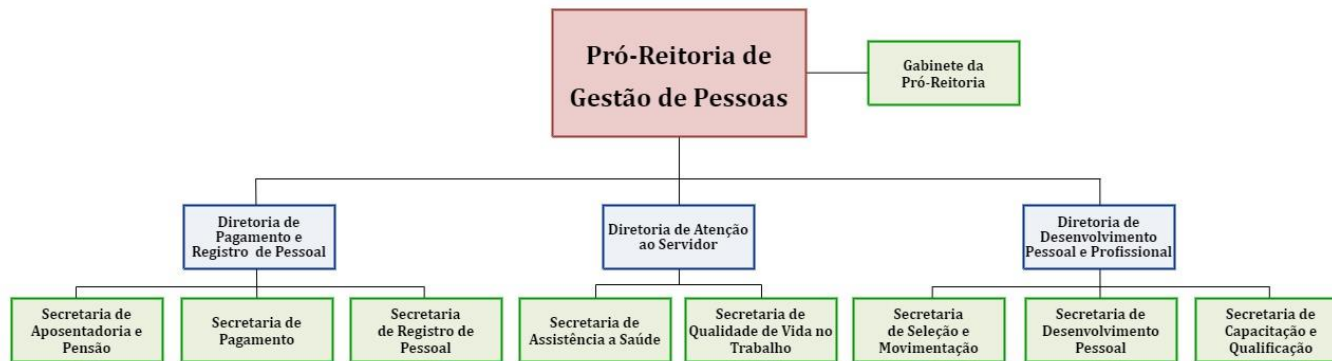 Pró-Reitoria de
Gestão de Pessoas
Gabinete da
Pró-Reitoria
Diretoria de
Pagamento e
Registro de Pessoal
Diretoria de Atenção
ao Servidor
Diretoria de
Desenvolvimento
Pessoal e Profissional
Secretaria de
Aposentadoria e
Pensão
Secretaria de
Pagamento
Secretaria
de Registro de
Pessoal
Secretaria de
Assistência a Saúde
Secretaria de
Qualidade de Vida no
Trabalho
Secretaria
de Seleção e
Movimentação
Secretaria de
Desenvolvimento
Pessoal
Secretaria de
Capacitação e
Qualificação